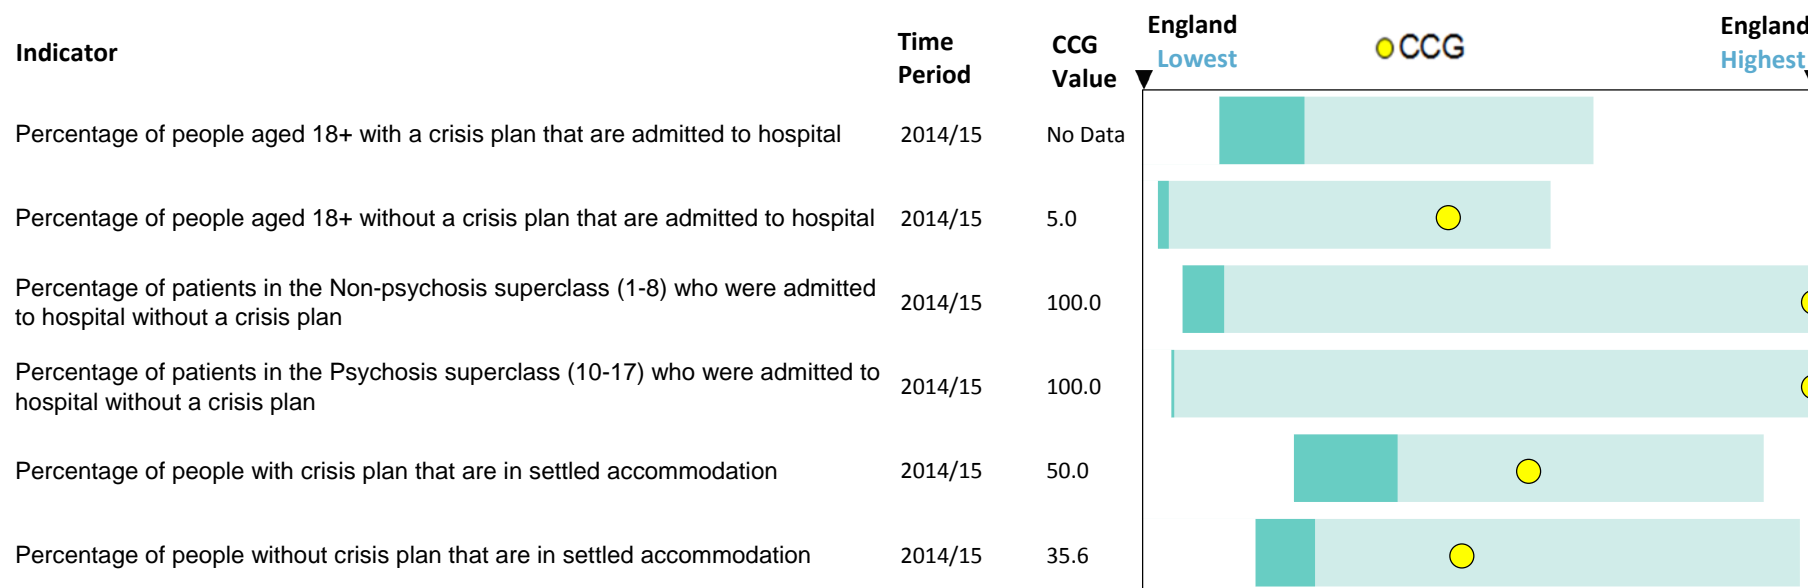 Indicator
Time
Period
CCG
Value
England
Lowest
CCG
England
Highest
Percentage of people aged 18+ with a crisis plan that are admitted to hospital 2014/15 No Data
Percentage of people aged 18+ without a crisis plan that are admitted to hospital 2014/15 5.0
Percentage of patients in the Non-psychosis superclass (1-8) who were admitted
to hospital without a crisis plan 2014/15 100.0
Percentage of patients in the Psychosis superclass (10-17) who were admitted to
hospital without a crisis plan 2014/15 100.0
Percentage of people with crisis plan that are in settled accommodation 2014/15 50.0
Percentage of people without crisis plan that are in settled accommodation 2014/15 35.6